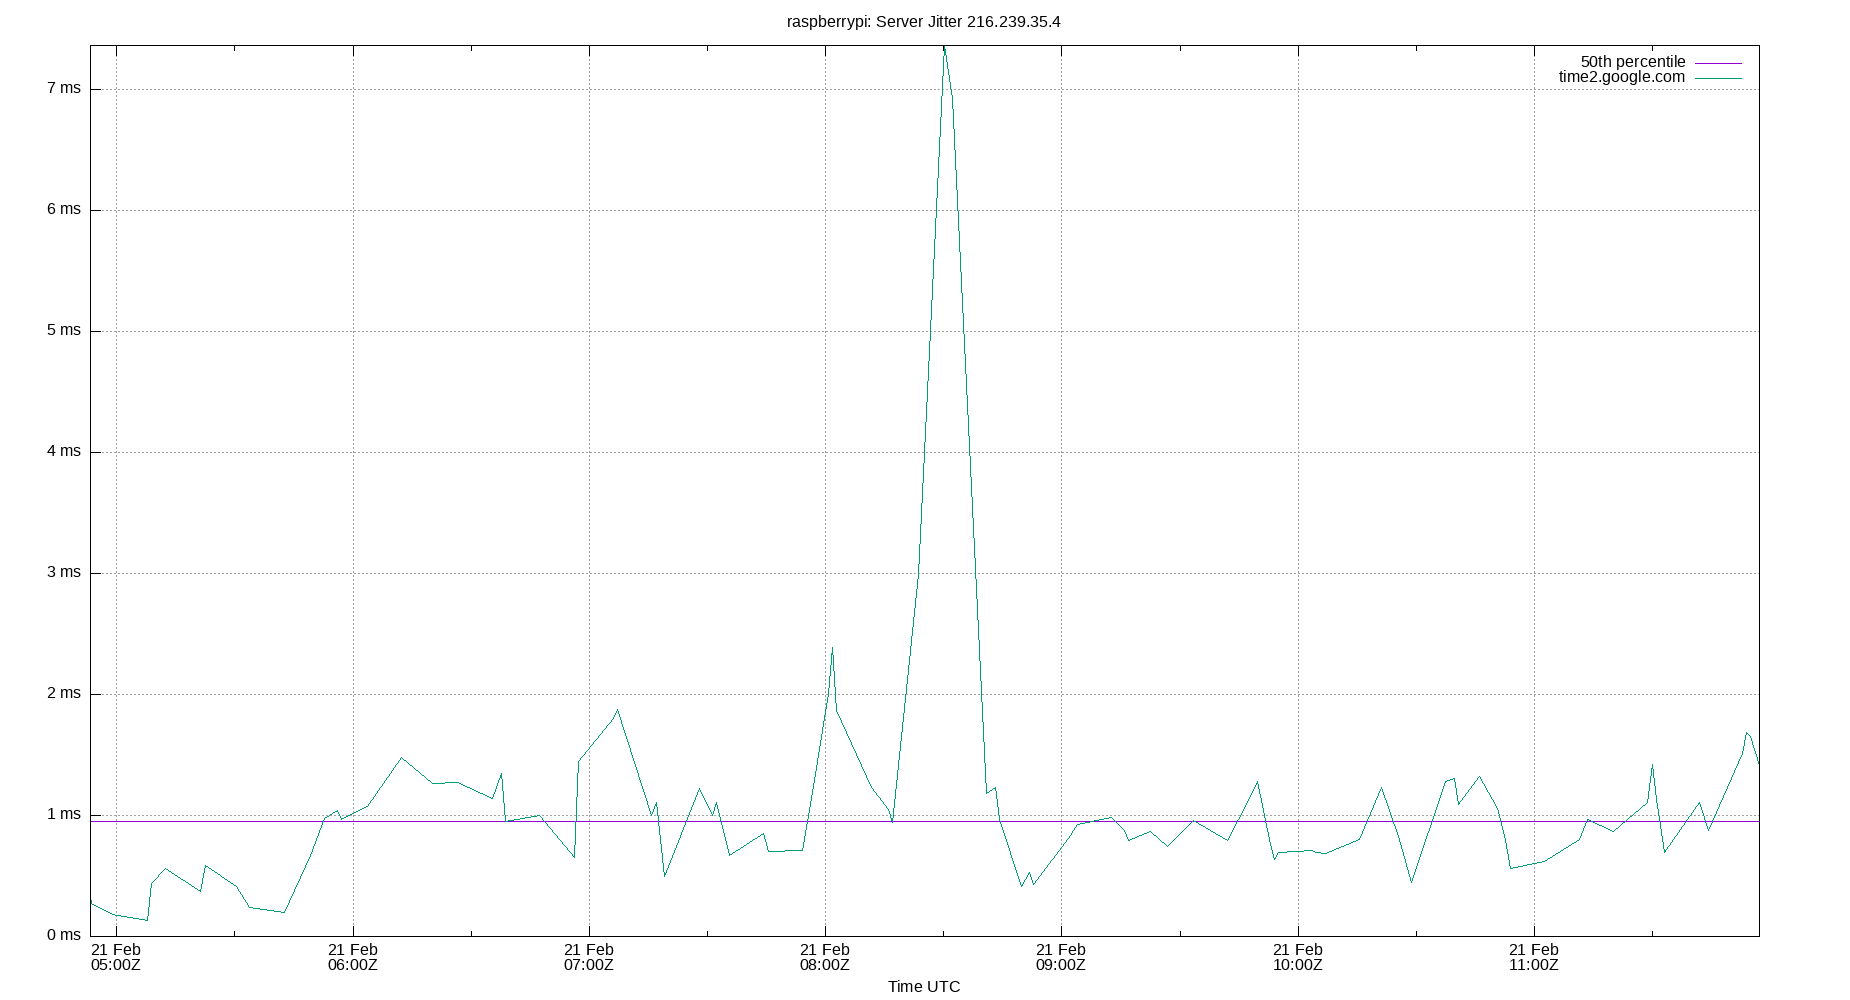 raspberrypi: Server Jitter 216.239.35.4
50th percentile
time2.google.com
7 ms
6 ms
5 ms
4 ms
3 ms
2 ms
1 ms
0 ms
21 Feb 21 Feb 21 Feb 21 Feb 21 Feb 21 Feb 21 Feb
05:00Z 06:00Z 07:00Z 08:00Z 09:00Z 10:00Z 11:00Z
Time UTC